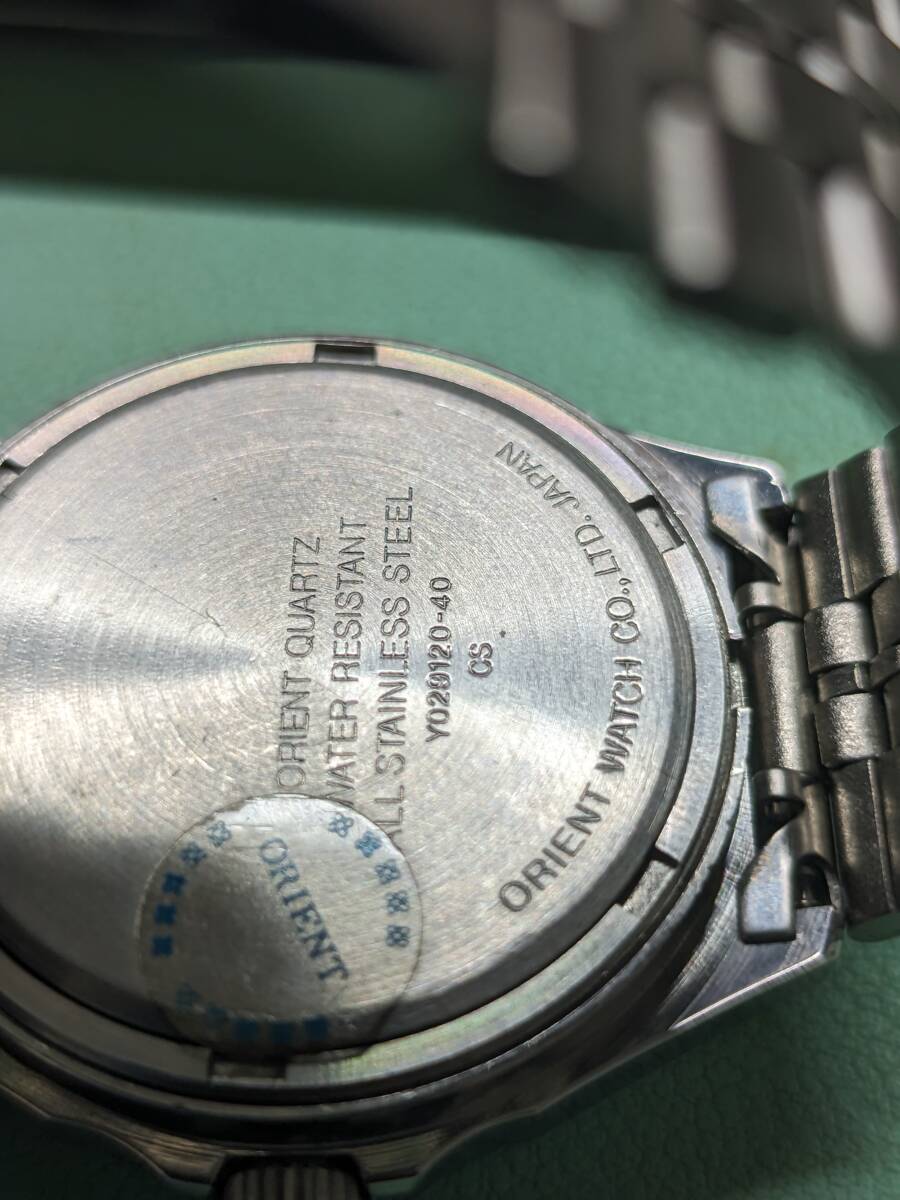 ORIENT QUARTZ
WATER RESISTANT
ALL STAINLESS STEEL
Y029120-40
CS
ORIENT WATCH CO., LTD. JAPAN
ORIENT